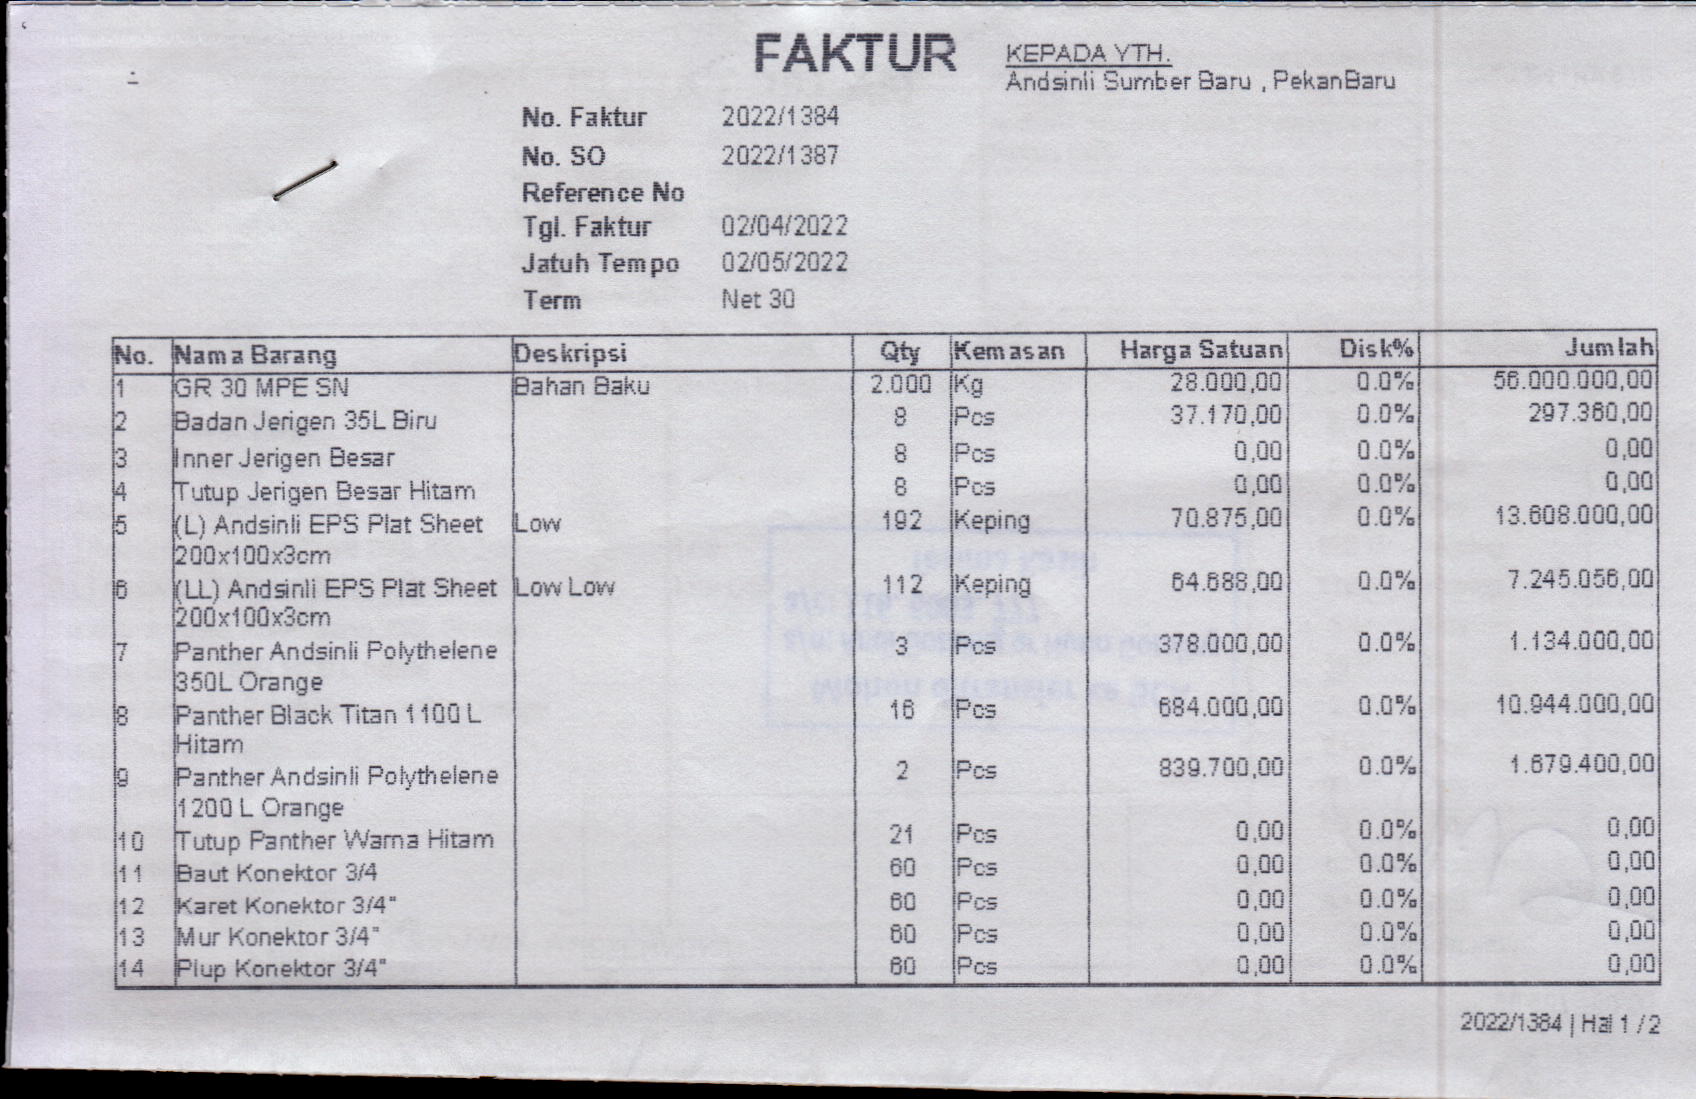 FAKTUR
KEPADA YTH.
Andsinli Sumber Baru , PekanBaru
No. Faktur 2022/1384
No. SO 2022/1387
Reference No
Tgl. Faktur 02/04/2022
Jatuh Tempo 02/05/2022
Term Net 30
No. Nama Barang Deskripsi Qty Kemasan Harga Satuan Disk% Jumlah
1 GR 30 MPE SN Bahan Baku 2.000 Kg 28.000,00 0.0% 56.000.000,00
2 Badan Jerigen 35L Biru 8 Pcs 37.170,00 0.0% 297.360,00
3 Inner Jerigen Besar 8 Pcs 0,00 0.0% 0,00
4 Tutup Jerigen Besar Hitam 8 Pcs 0,00 0.0% 0,00
5 (L) Andsinli EPS Plat Sheet Low 192 Keping 70.875,00 0.0% 13.608.000,00
200x100x3cm
6 (LL) Andsinli EPS Plat Sheet Low Low 112 Keping 64.688,00 0.0% 7.245.056,00
200x100x3cm
7 Panther Andsinli Polythelene 3 Pcs 378.000,00 0.0% 1.134.000,00
350L Orange
8 Panther Black Titan 1100 L 16 Pcs 684.000,00 0.0% 10.944.000,00
Hitam
9 Panther Andsinli Polythelene 2 Pcs 839.700,00 0.0% 1.679.400,00
1200 L Orange
10 Tutup Panther Warna Hitam 21 Pcs 0,00 0.0% 0,00
11 Baut Konektor 3/4 60 Pcs 0,00 0.0% 0,00
12 Karet Konektor 3/4" 60 Pcs 0,00 0.0% 0,00
13 Mur Konektor 3/4" 60 Pcs 0,00 0.0% 0,00
14 Plup Konektor 3/4" 60 Pcs 0,00 0.0% 0,00
2022/1384 | Hal 1 / 2